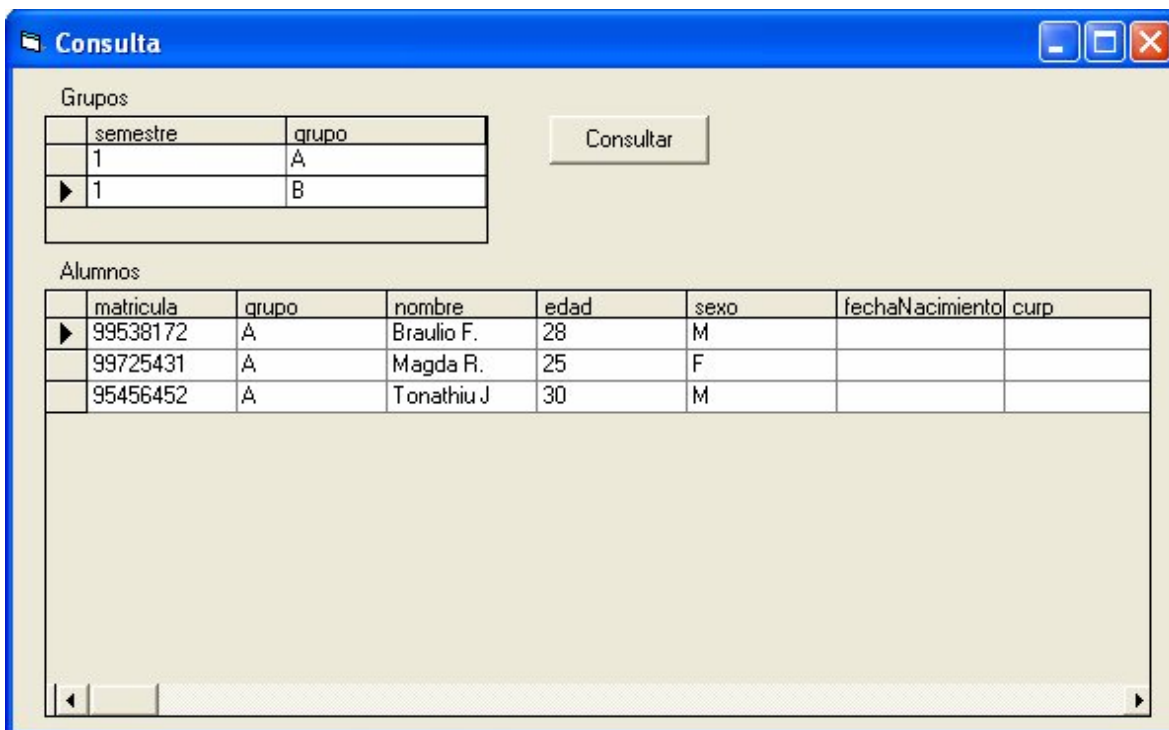 Consulta
Grupos
semestre grupo
1 A
1 B
Consultar
Alumnos
matricula grupo nombre edad sexo fechaNacimiento curp
99538172 A Braulio F. 28 M
99725431 A Magda R. 25 F
95456452 A Tonathiu J 30 M